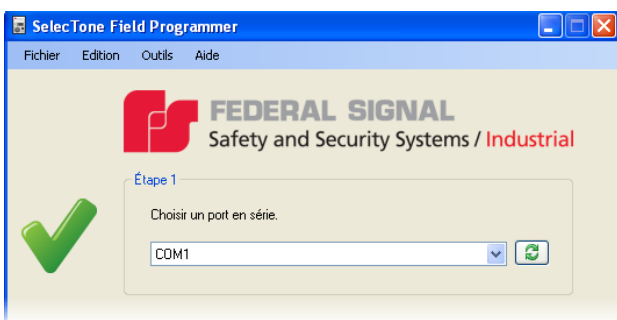 SelecTone Field Programmer
Fichier Edition Outils Aide
FEDERAL SIGNAL
Safety and Security Systems / Industrial
Étape 1
Choisir un port en série.
COM1